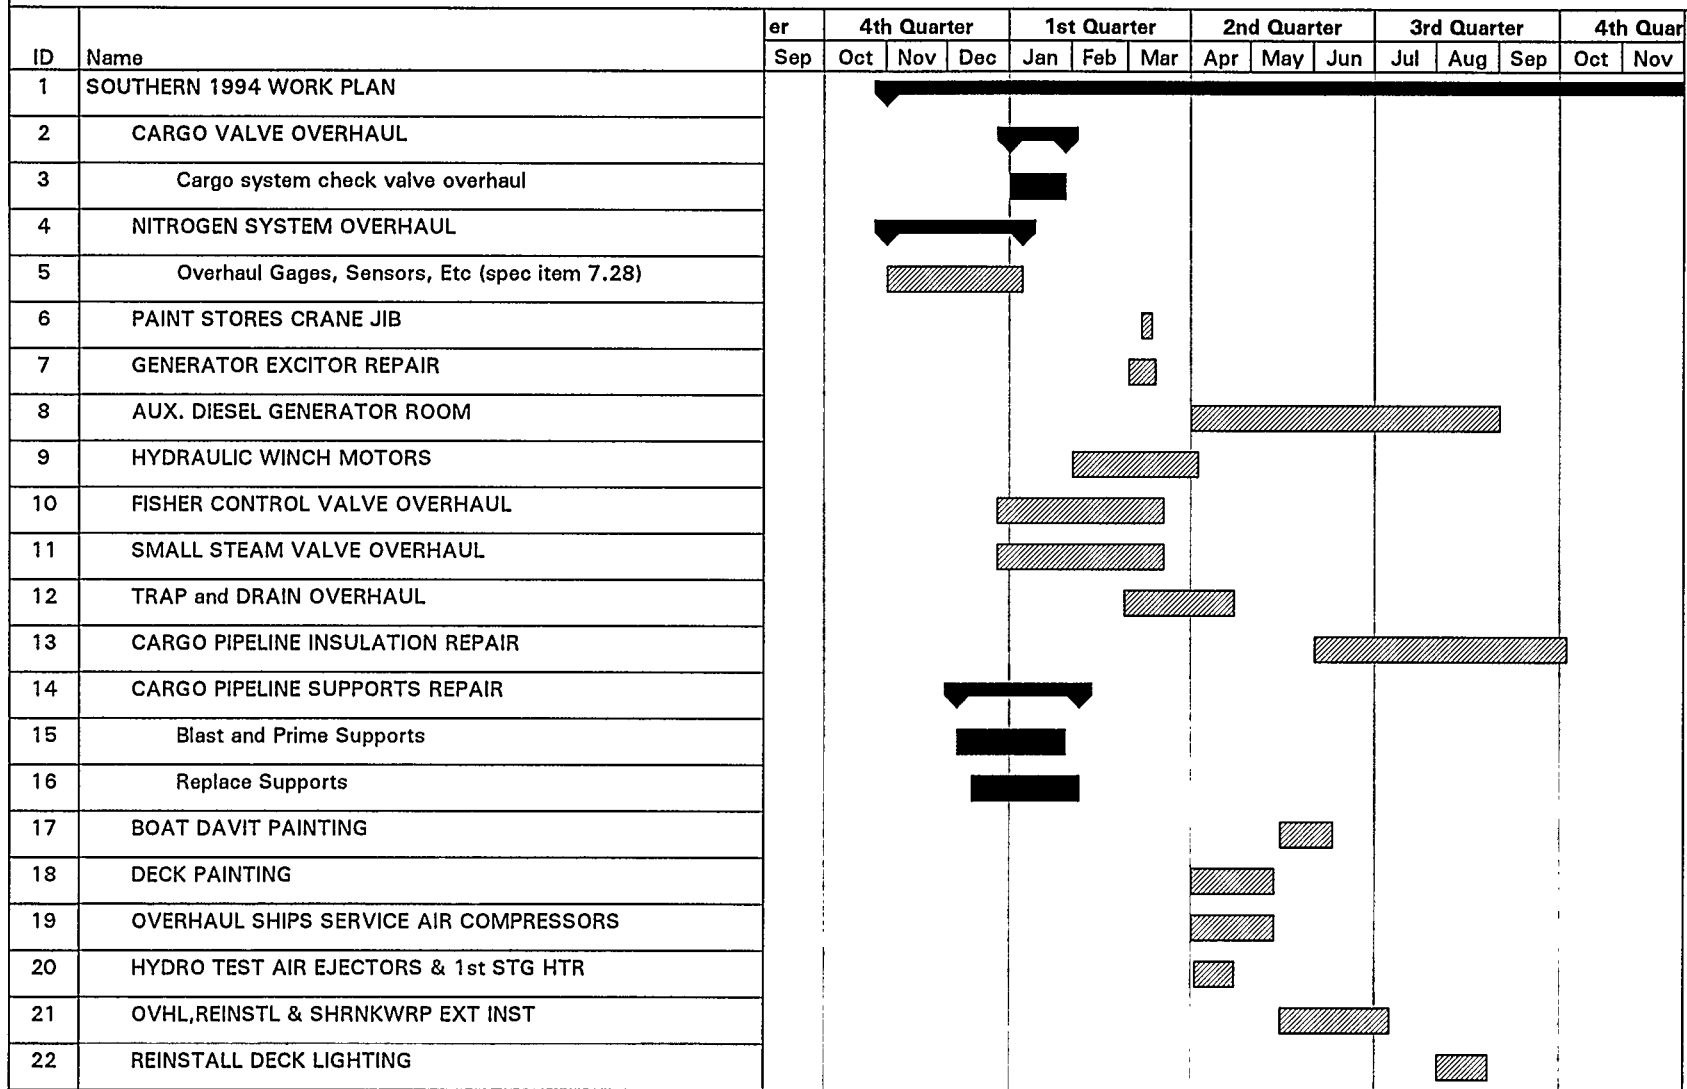 er 4th Quarter 1st Quarter 2nd Quarter 3rd Quarter 4th Quar
ID Name Sep Oct Nov Dec Jan Feb Mar Apr May Jun Jul Aug Sep Oct Nov
1 SOUTHERN 1994 WORK PLAN
2 CARGO VALVE OVERHAUL
3 Cargo system check valve overhaul
4 NITROGEN SYSTEM OVERHAUL
5 Overhaul Gages, Sensors, Etc (spec item 7.28)
6 PAINT STORES CRANE JIB
7 GENERATOR EXCITOR REPAIR
8 AUX. DIESEL GENERATOR ROOM
9 HYDRAULIC WINCH MOTORS
10 FISHER CONTROL VALVE OVERHAUL
11 SMALL STEAM VALVE OVERHAUL
12 TRAP and DRAIN OVERHAUL
13 CARGO PIPELINE INSULATION REPAIR
14 CARGO PIPELINE SUPPORTS REPAIR
15 Blast and Prime Supports
16 Replace Supports
17 BOAT DAVIT PAINTING
18 DECK PAINTING
19 OVERHAUL SHIPS SERVICE AIR COMPRESSORS
20 HYDRO TEST AIR EJECTORS & 1st STG HTR
21 OVHL,REINSTL & SHRNKWRP EXT INST
22 REINSTALL DECK LIGHTING